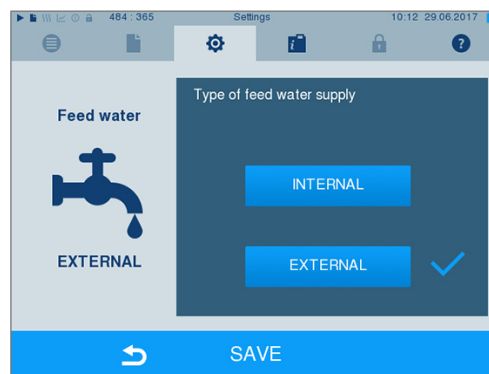 484 : 365 Settings 10:12 29.06.2017
Type of feed water supply
Feed water
INTERNAL
EXTERNAL
EXTERNAL
SAVE